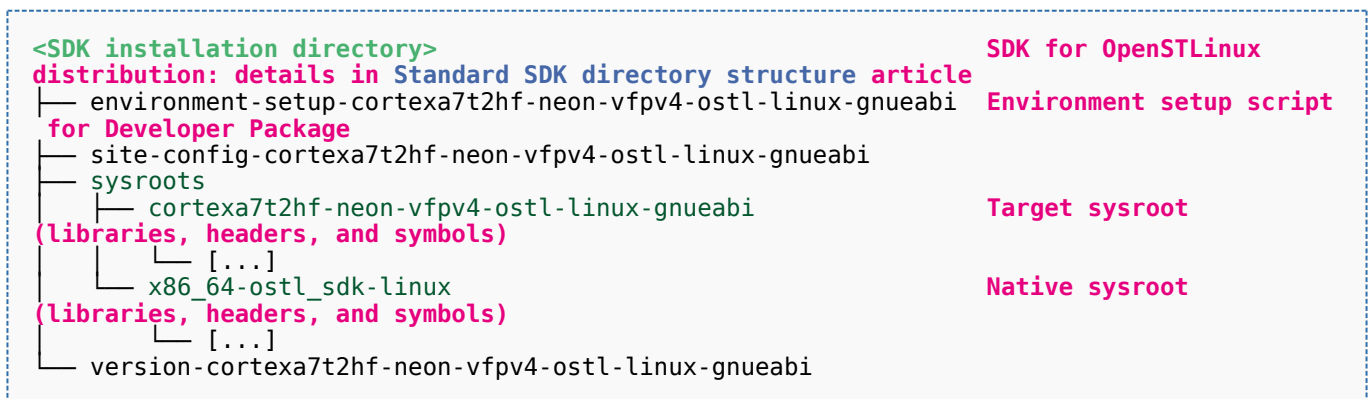 <SDK installation directory>                                      SDK for OpenSTLinux
distribution: details in Standard SDK directory structure article
├── environment-setup-cortexa7t2hf-neon-vfpv4-ostl-linux-gnueabi  Environment setup script
 for Developer Package
├── site-config-cortexa7t2hf-neon-vfpv4-ostl-linux-gnueabi
├── sysroots
│   ├── cortexa7t2hf-neon-vfpv4-ostl-linux-gnueabi                Target sysroot
(libraries, headers, and symbols)
│   │   └── [...]
│   └── x86_64-ostl_sdk-linux                                     Native sysroot
(libraries, headers, and symbols)
│       └── [...]
└── version-cortexa7t2hf-neon-vfpv4-ostl-linux-gnueabi